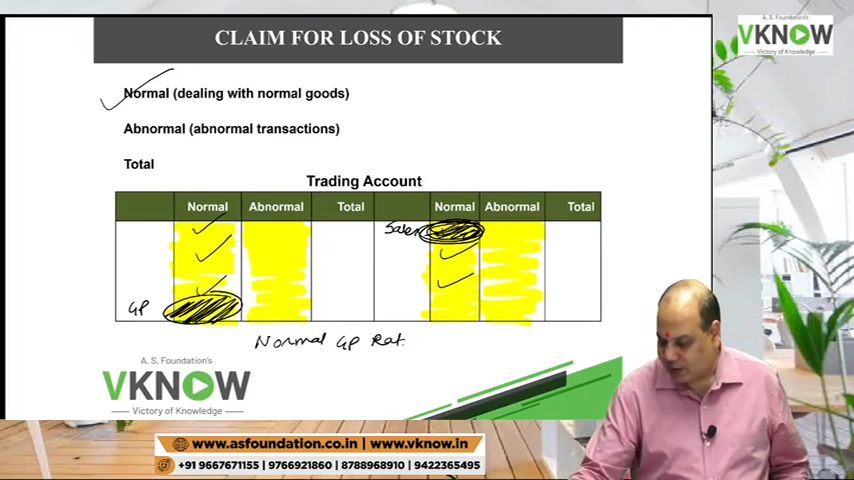 CLAIM FOR LOSS OF STOCK
A. S. Foundation's
VKNOW
Victory of Knowledge
Normal (dealing with normal goods)
Abnormal (abnormal transactions)
Total
Trading Account
Normal Abnormal Total Normal Abnormal Total
Sales
GP
Normal GP Rat
A. S. Foundation's
VKNOW
Victory of Knowledge
www.asfoundation.co.in | www.vknow.in
+91 9667671155 | 9766921860 | 8788968910 | 9422365495